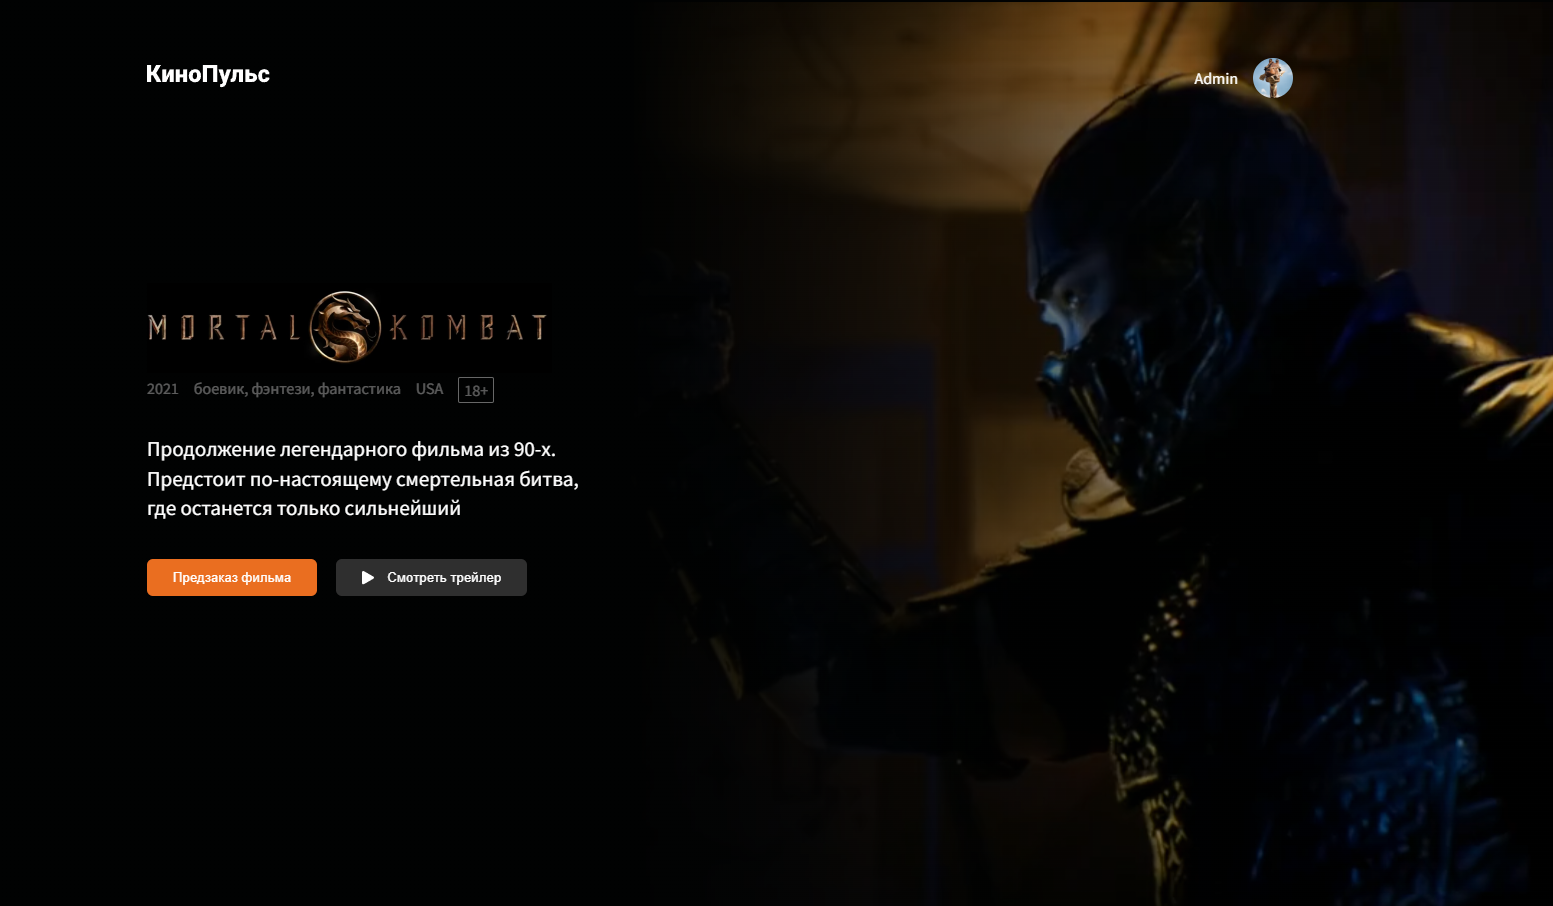 КиноПульс
Admin
MORTAL KOMBAT
2021 боевик, фэнтези, фантастика USA 18+
Продолжение легендарного фильма из 90-х.
Предстоит по-настоящему смертельная битва,
где останется только сильнейший
Предзаказ фильма
Смотреть трейлер